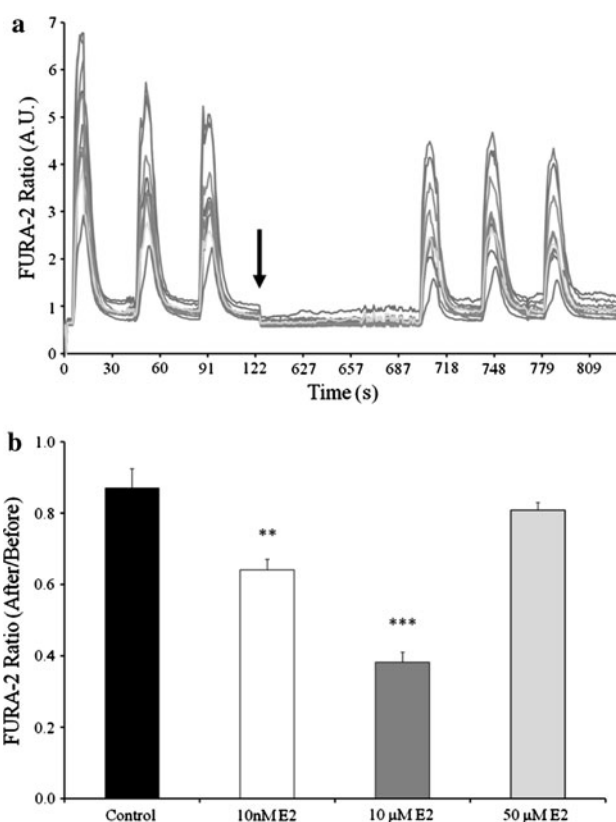 a
FURA-2 Ratio (A.U.)
7
6
5
4
3
2
1
0
0 30 60 91 122 627 657 687 718 748 779 809
Time (s)
b
FURA-2 Ratio (After/Before)
1.0
0.8
0.6
0.4
0.2
0.0
**
***
Control 10nM E2 10 µM E2 50 µM E2